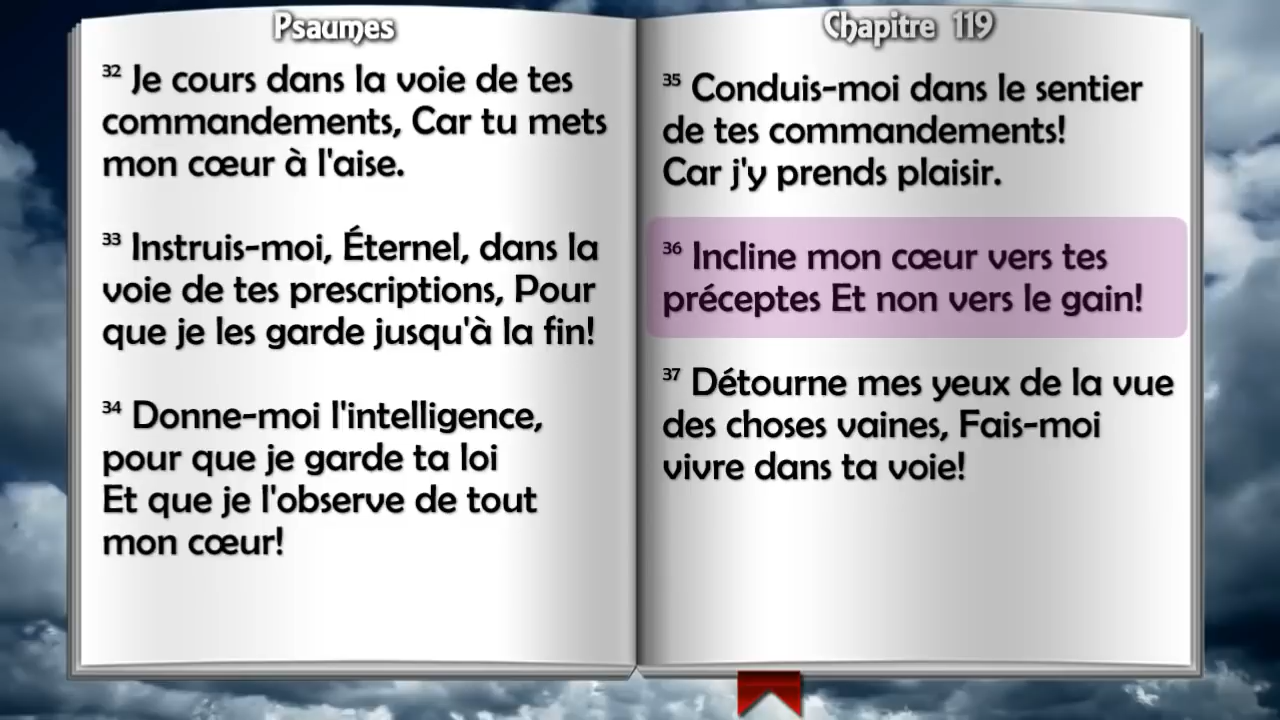 Psaumes
32 Je cours dans la voie de tes
commandements, Car tu mets
mon cœur à l'aise.
33 Instruis-moi, Éternel, dans la
voie de tes prescriptions, Pour
que je les garde jusqu'à la fin!
34 Donne-moi l'intelligence,
pour que je garde ta loi
Et que je l'observe de tout
mon cœur!
Chapitre 119
35 Conduis-moi dans le sentier
de tes commandements!
Car j'y prends plaisir.
36 Incline mon cœur vers tes
préceptes Et non vers le gain!
37 Détourne mes yeux de la vue
des choses vaines, Fais-moi
vivre dans ta voie!